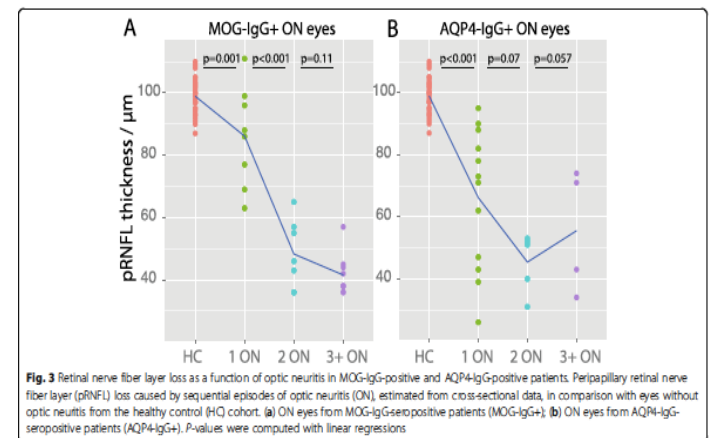 A MOG-IgG+ ON eyes
B AQP4-IgG+ ON eyes
p=0.001 p<0.001 p=0.11
p<0.001 p=0.07 p=0.057
pRNFL thickness / µm
100
80
60
40
100
80
60
40
HC 1 ON 2 ON 3+ ON
HC 1 ON 2 ON 3+ ON
Fig. 3 Retinal nerve fiber layer loss as a function of optic neuritis in MOG-IgG-positive and AQP4-IgG-positive patients. Peripapillary retinal nerve
fiber layer (pRNFL) loss caused by sequential episodes of optic neuritis (ON), estimated from cross-sectional data, in comparison with eyes without
optic neuritis from the healthy control (HC) cohort. (a) ON eyes from MOG-IgG-seropositive patients (MOG-IgG+); (b) ON eyes from AQP4-IgG-
seropositive patients (AQP4-IgG+). P-values were computed with linear regressions